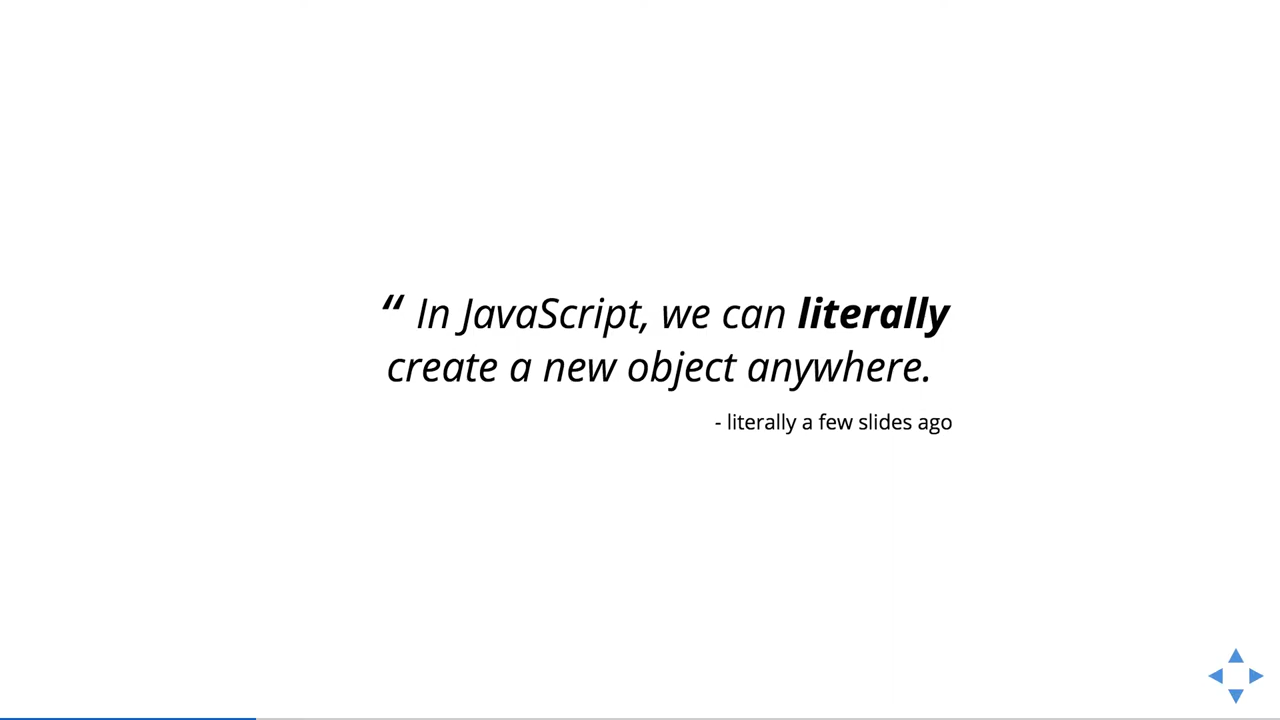 “ In JavaScript, we can literally
create a new object anywhere.
- literally a few slides ago